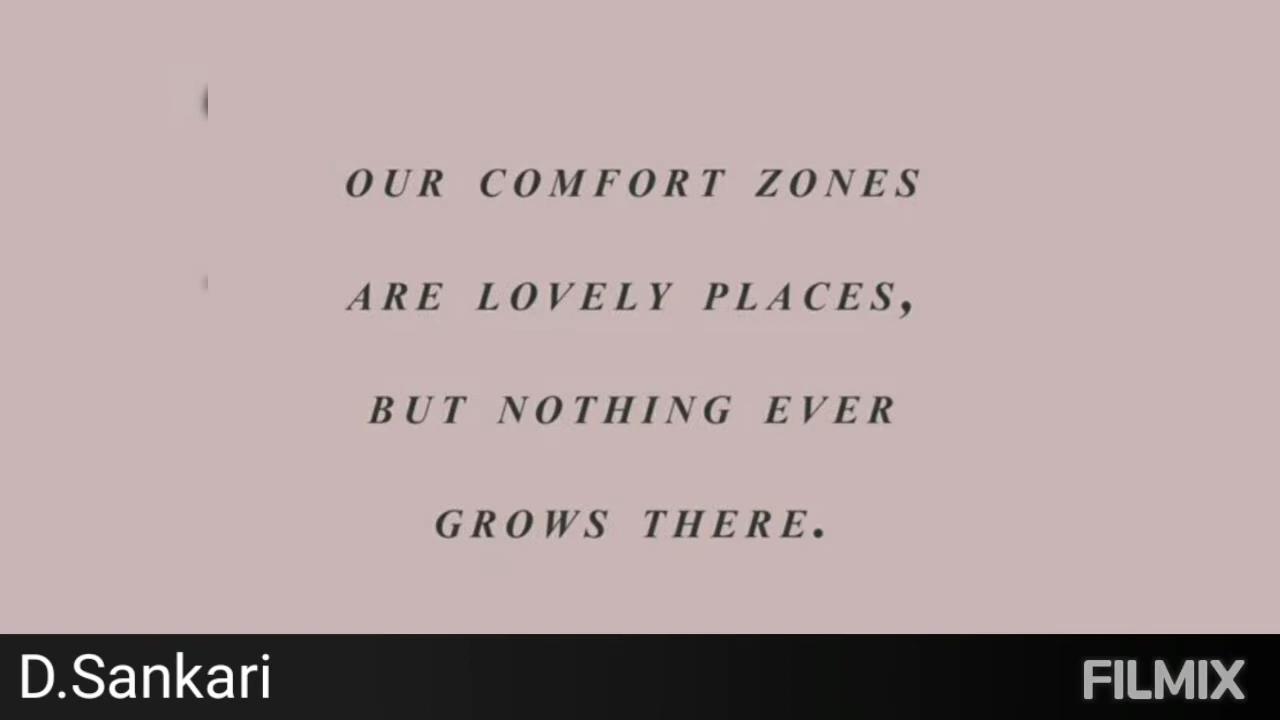 OUR COMFORT ZONES
ARE LOVELY PLACES,
BUT NOTHING EVER
GROWS THERE.
D.Sankari
FILMIX